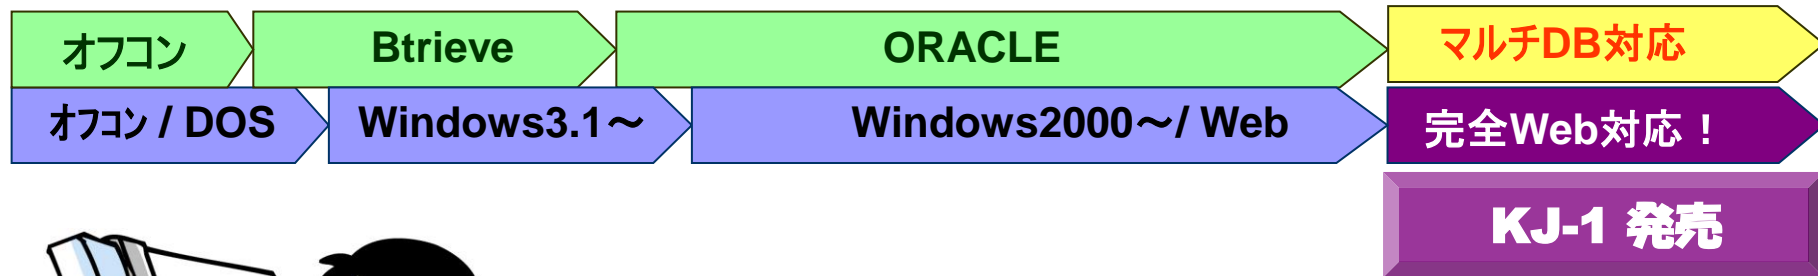 オフコン Btrieve ORACLE マルチDB対応
オフコン / DOS Windows3.1～ Windows2000～/ Web 完全Web対応！
KJ-1 発売